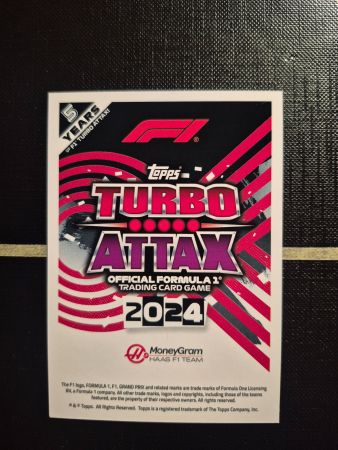 5
YEARS
OF F1 TURBO ATTAX!
F1®
Topps
TURBO
ATTAX
OFFICIAL FORMULA 1®
TRADING CARD GAME
2024
MoneyGram
HAAS F1 TEAM
The F1 logo, FORMULA 1, F1, GRAND PRIX and related marks are trade marks of Formula One Licensing
BV, a Formula 1 company. All other trade marks, logos and copyrights, including those of the teams
featured, are the property of their respective owners. All rights reserved.
® & © Topps. All Rights Reserved. Topps is a registered trademark of The Topps Company, Inc.